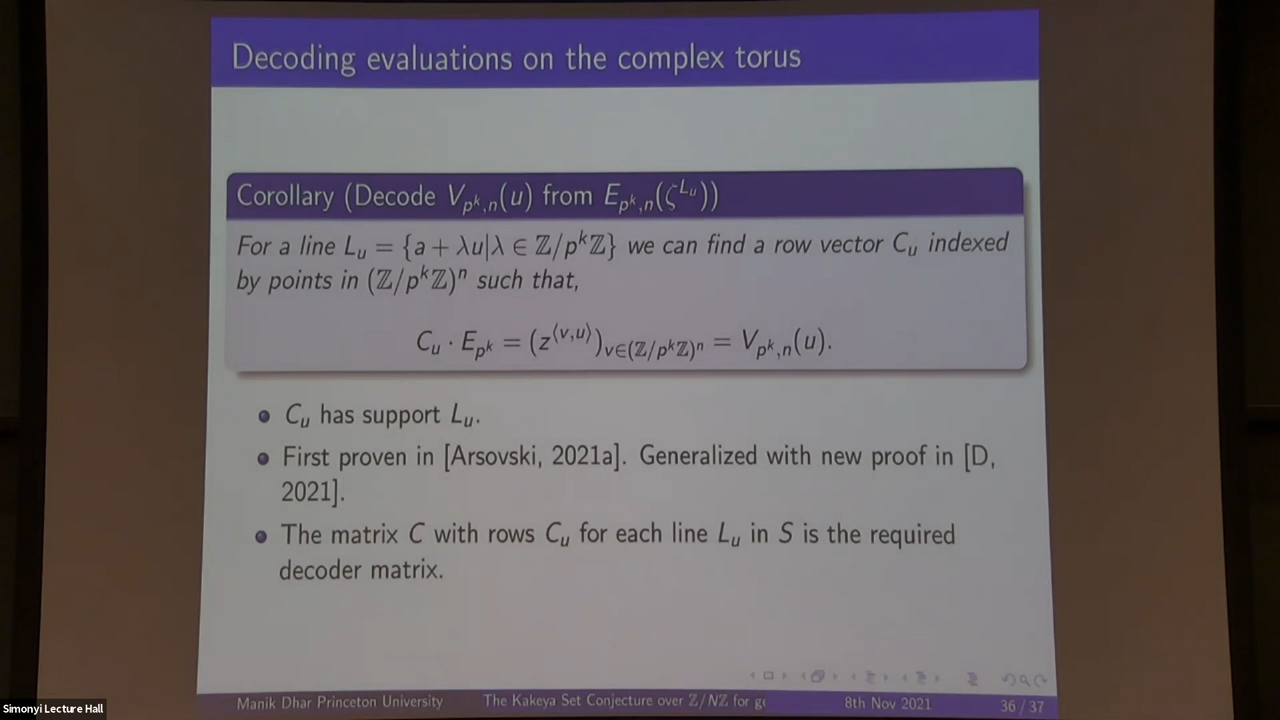 Decoding evaluations on the complex torus
Corollary (Decode V_{p^k,n}(u) from E_{p^k,n}(ζ^{L_u}))
For a line L_u = {a + λu|λ ∈ ℤ/p^kℤ} we can find a row vector C_u indexed
by points in (ℤ/p^kℤ)^n such that,
C_u · E_{p^k} = (z^{⟨v,u⟩})_{v∈(ℤ/p^kℤ)^n} = V_{p^k,n}(u).
C_u has support L_u.
First proven in [Arsovski, 2021a]. Generalized with new proof in [D,
2021].
The matrix C with rows C_u for each line L_u in S is the required
decoder matrix.
Manik Dhar Princeton University The Kakeya Set Conjecture over ℤ/Nℤ for ge 8th Nov 2021 36 / 37
Simonyi Lecture Hall